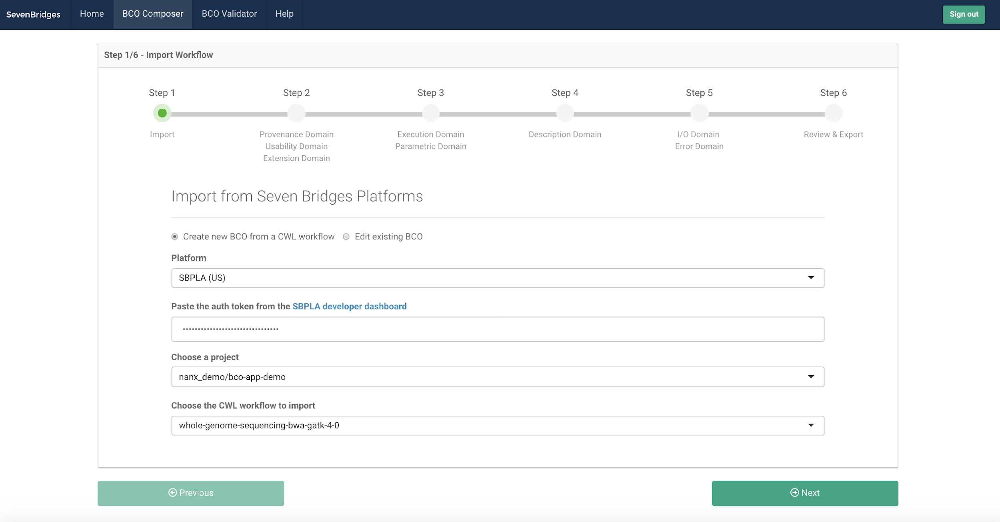 SevenBridges
Home
BCO Composer
BCO Validator
Help
Sign out
Step 1/6 - Import Workflow
Step 1
Step 2
Step 3
Step 4
Step 5
Step 6
Import
Provenance Domain
Usability Domain
Extension Domain
Execution Domain
Parametric Domain
Description Domain
I/O Domain
Error Domain
Review & Export
Import from Seven Bridges Platforms
Create new BCO from a CWL workflow
Edit existing BCO
Platform
SBPLA (US)
Paste the auth token from the SBPLA developer dashboard
Choose a project
nanx_demo/bco-app-demo
Choose the CWL workflow to import
whole-genome-sequencing-bwa-gatk-4-0
Previous
Next